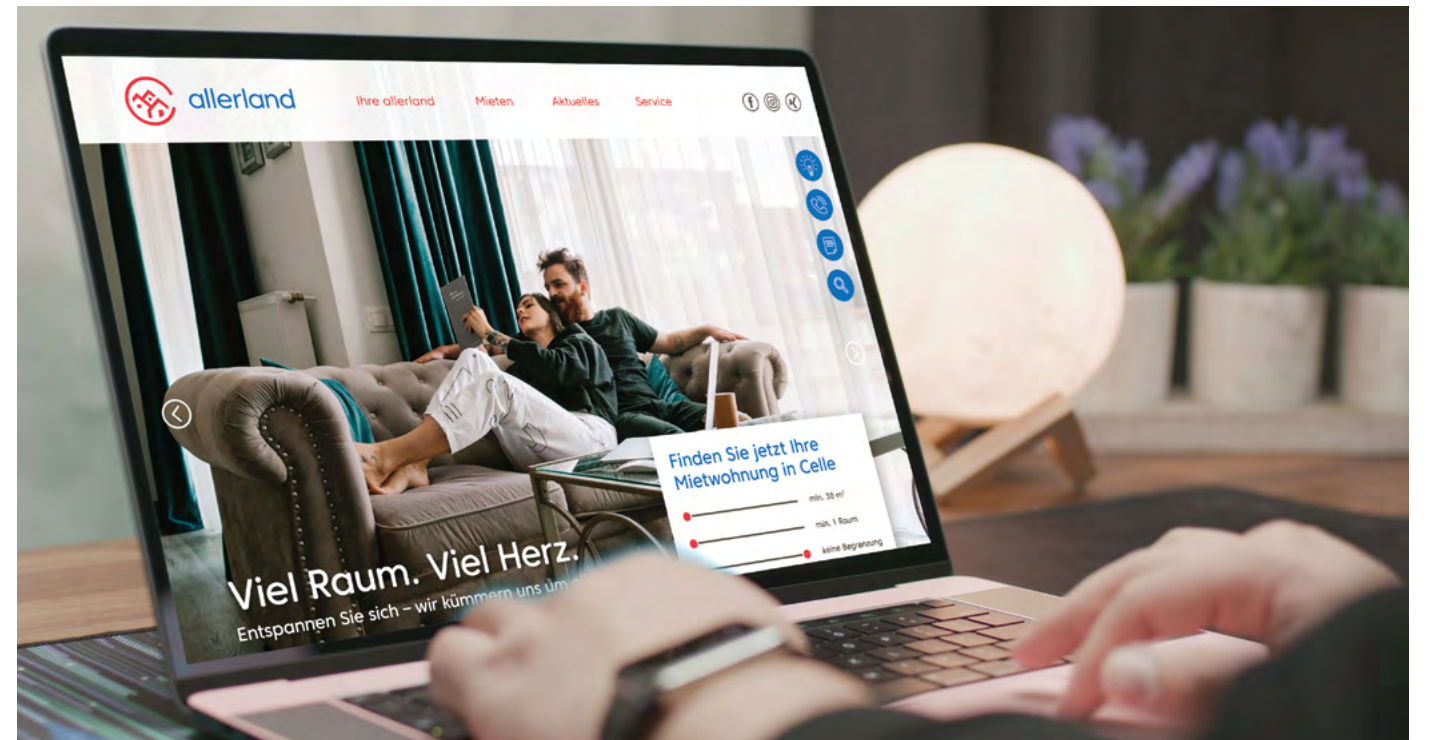 allerland
Ihre allerland
Mieten
Aktuelles
Service
Finden Sie jetzt Ihre
Mietwohnung in Celle
min. 30 m²
min. 1 Raum
keine Begrenzung
Viel Raum. Viel Herz.
Entspannen Sie sich – wir kümmern uns um